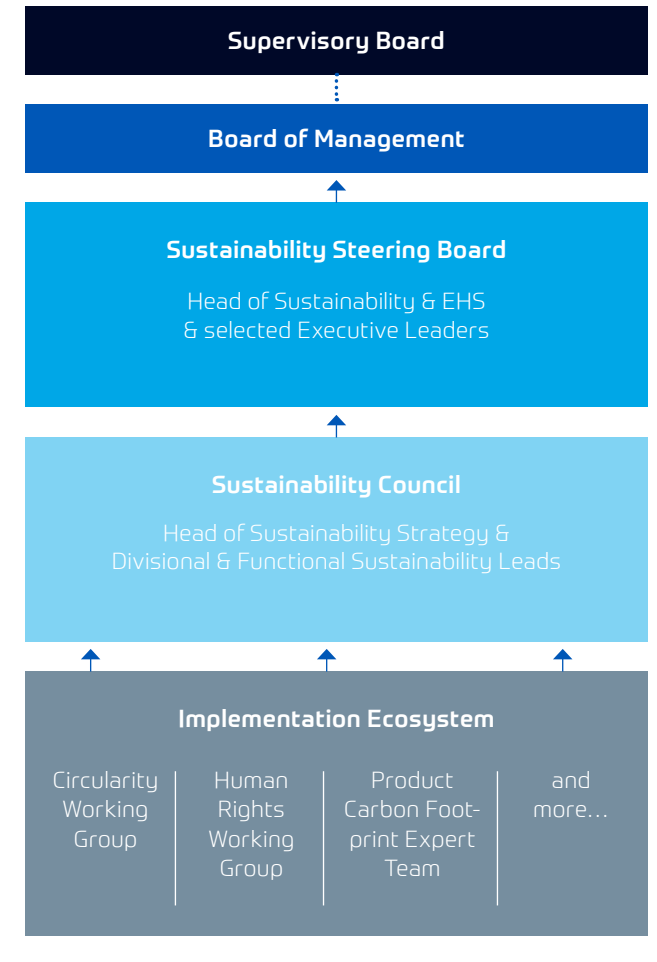 Supervisory Board
Board of Management
Sustainability Steering Board
Head of Sustainability & EHS
& selected Executive Leaders
Sustainability Council
Head of Sustainability Strategy &
Divisional & Functional Sustainability Leads
Implementation Ecosystem
Circularity
Working
Group
Human
Rights
Working
Group
Product
Carbon Foot-
print Expert
Team
and
more...